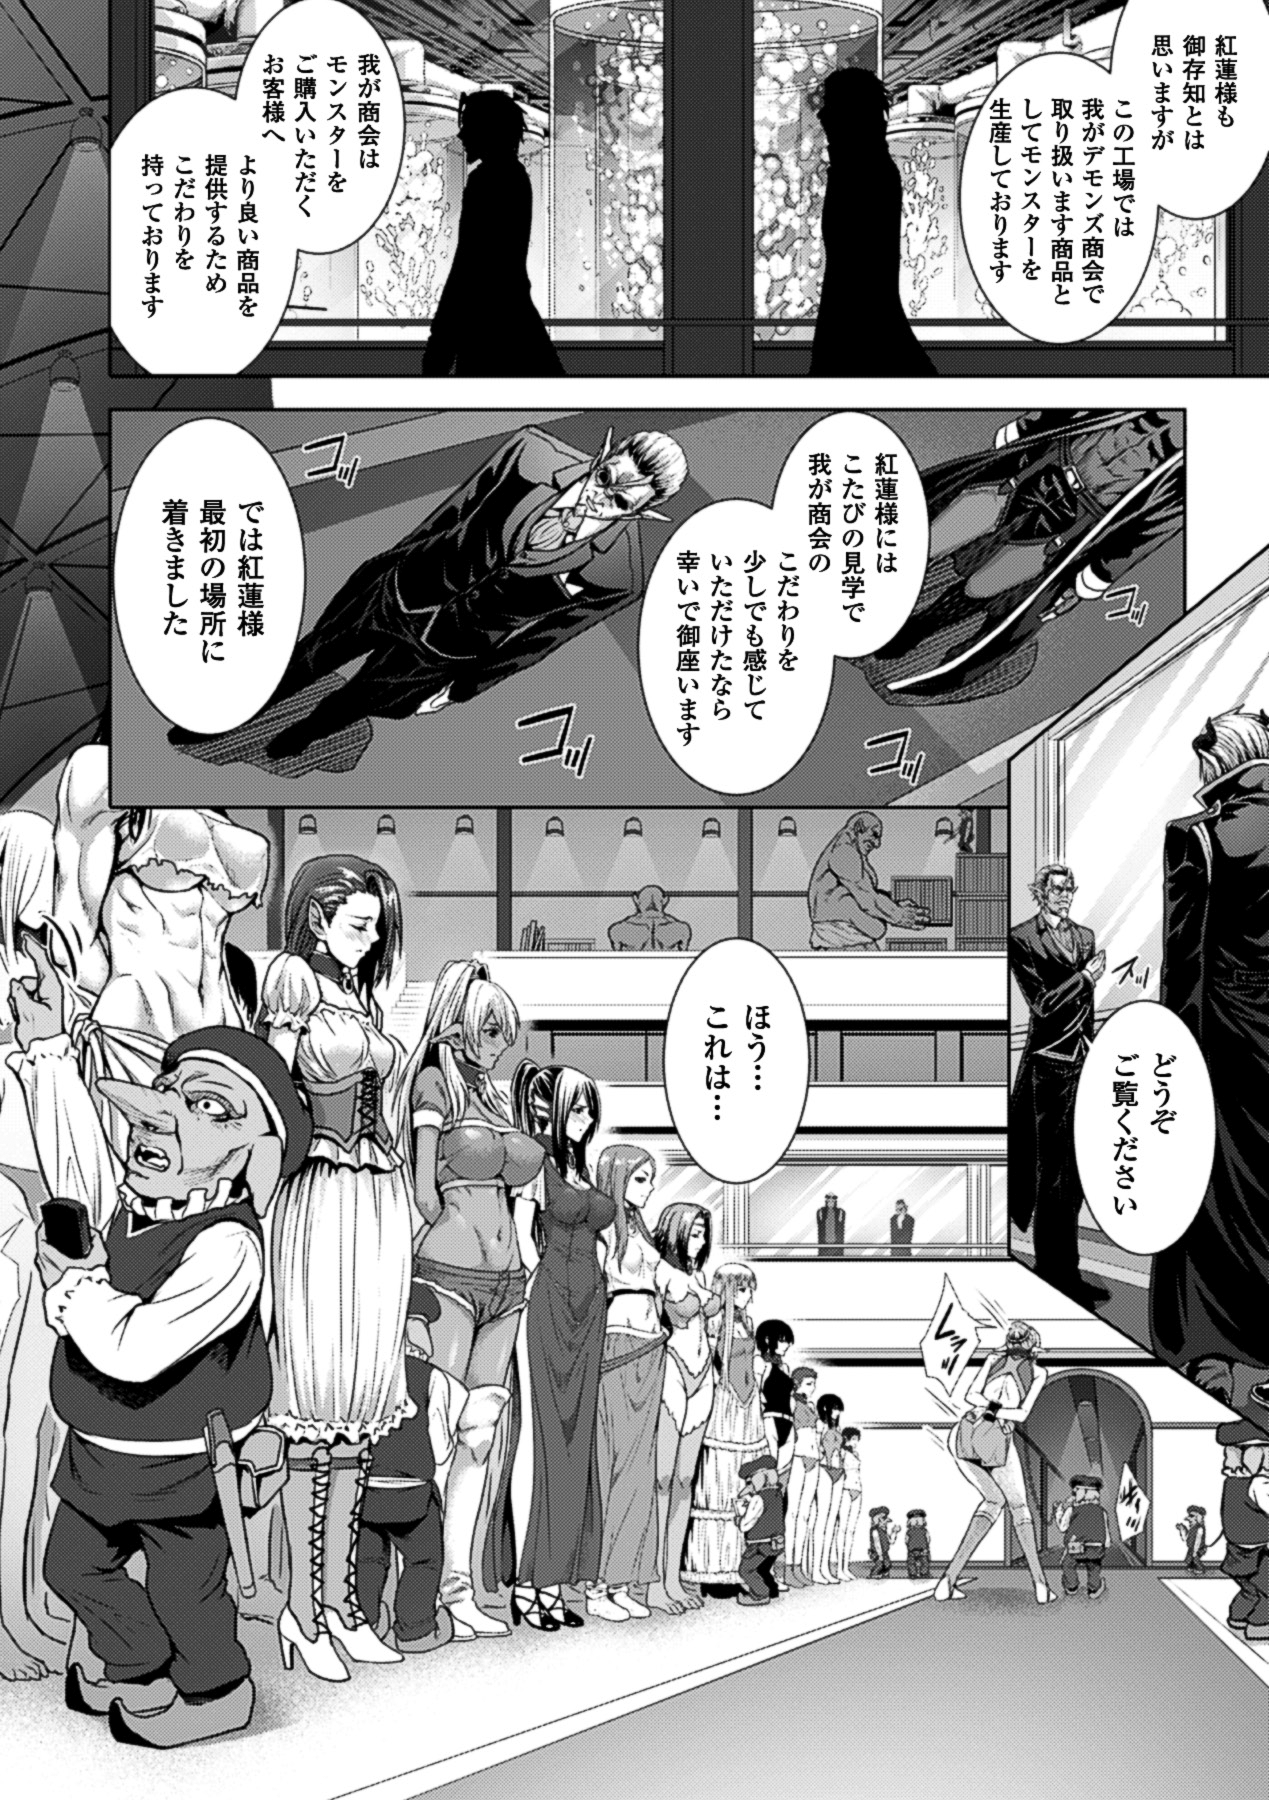 紅蓮様も
御存知とは
思いますが
この工場では
我がデモンズ商会で
取り扱います商品と
してモンスターを
生産しております
我が商会は
モンスターを
ご購入いただく
お客様へ
より良い商品を
提供するため
こだわりを
持っております
紅蓮様には
こたびの見学で
我が商会の
こだわりを
少しでも感じて
いただけたなら
幸いで御座います
コツ
コツ
コツ
コツ
では紅蓮様
最初の場所に
着きました
スッ
どうぞ
ご覧ください
ほう…
これは…